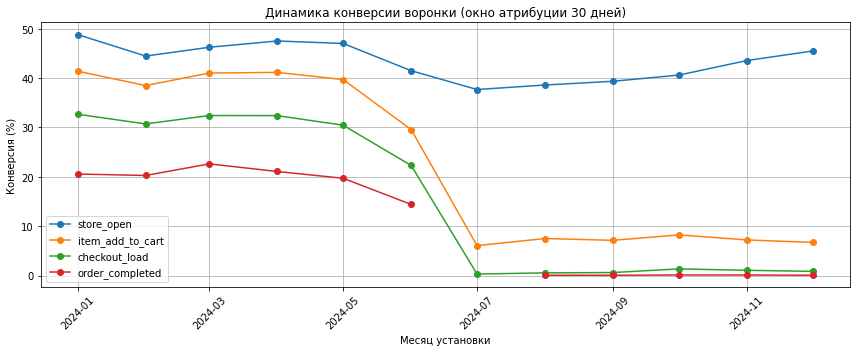 Динамика конверсии воронки (окно атрибуции 30 дней)
Конверсия (%)
50
40
30
20
10
0
store_open
item_add_to_cart
checkout_load
order_completed
2024-01
2024-03
2024-05
2024-07
2024-09
2024-11
Месяц установки